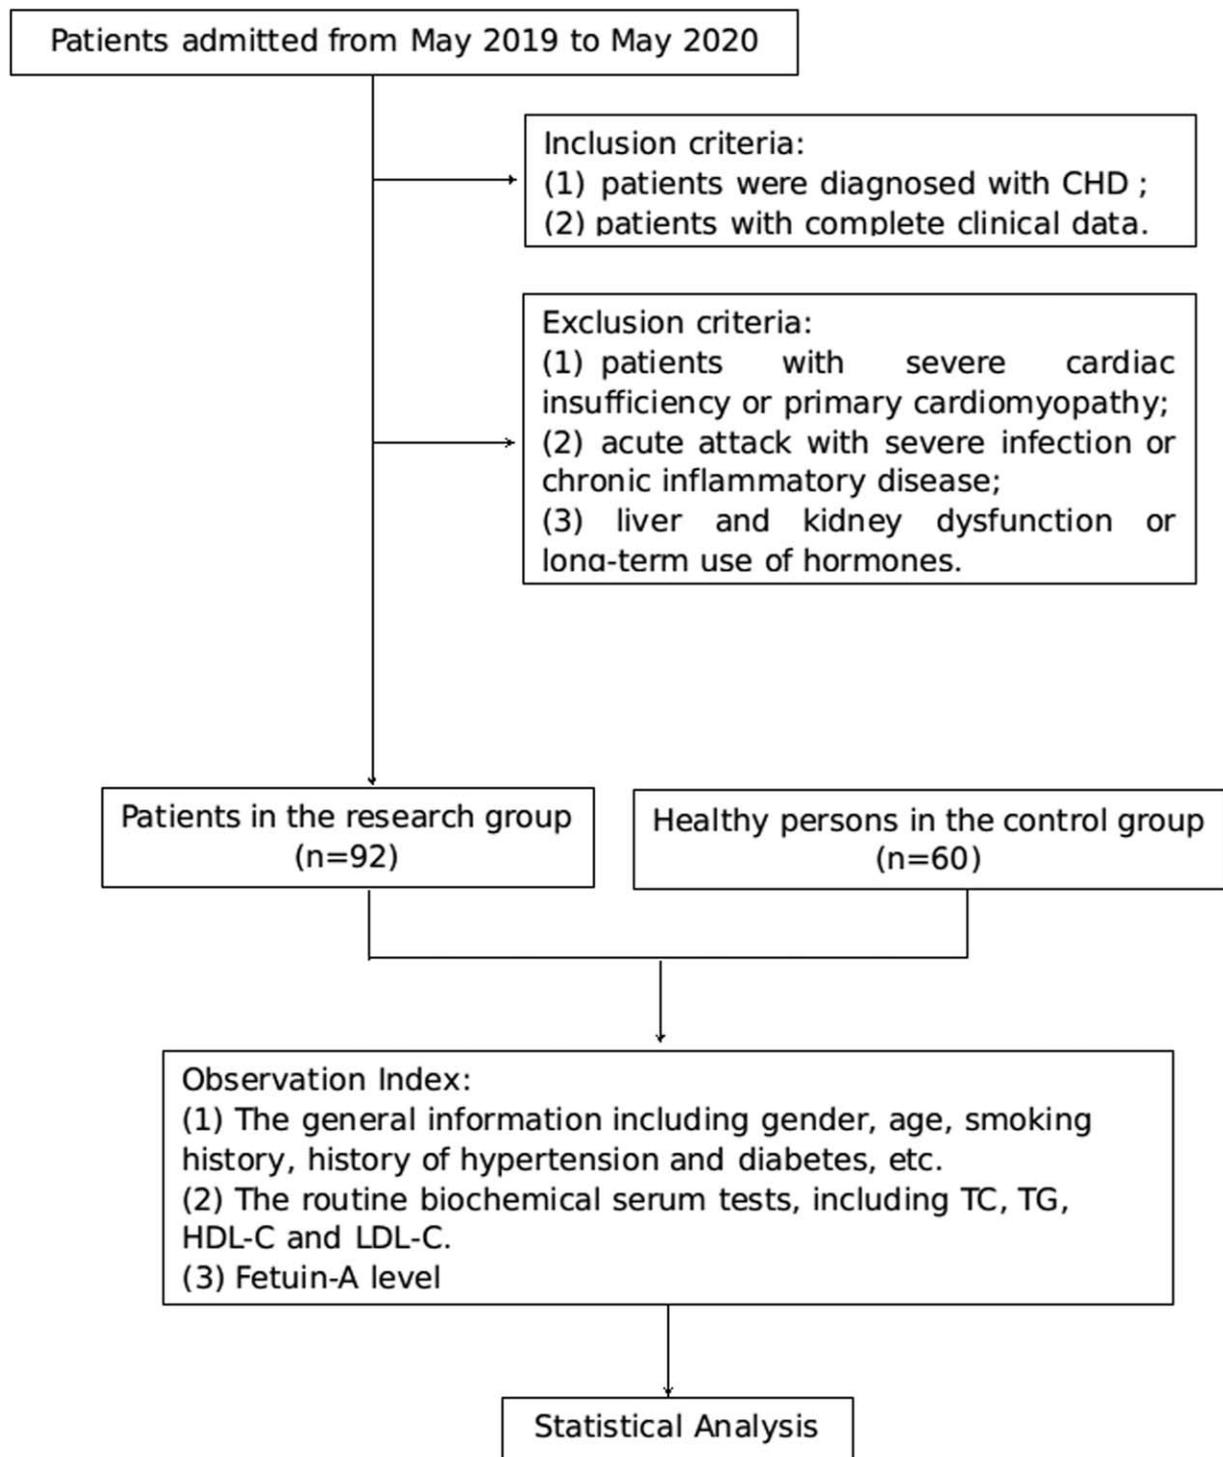 Patients admitted from May 2019 to May 2020
Inclusion criteria:
(1) patients were diagnosed with CHD ;
(2) patients with complete clinical data.
Exclusion criteria:
(1) patients with severe cardiac
insufficiency or primary cardiomyopathy;
(2) acute attack with severe infection or
chronic inflammatory disease;
(3) liver and kidney dysfunction or
long-term use of hormones.
Patients in the research group
(n=92)
Healthy persons in the control group
(n=60)
Observation Index:
(1) The general information including gender, age, smoking
history, history of hypertension and diabetes, etc.
(2) The routine biochemical serum tests, including TC, TG,
HDL-C and LDL-C.
(3) Fetuin-A level
Statistical Analysis